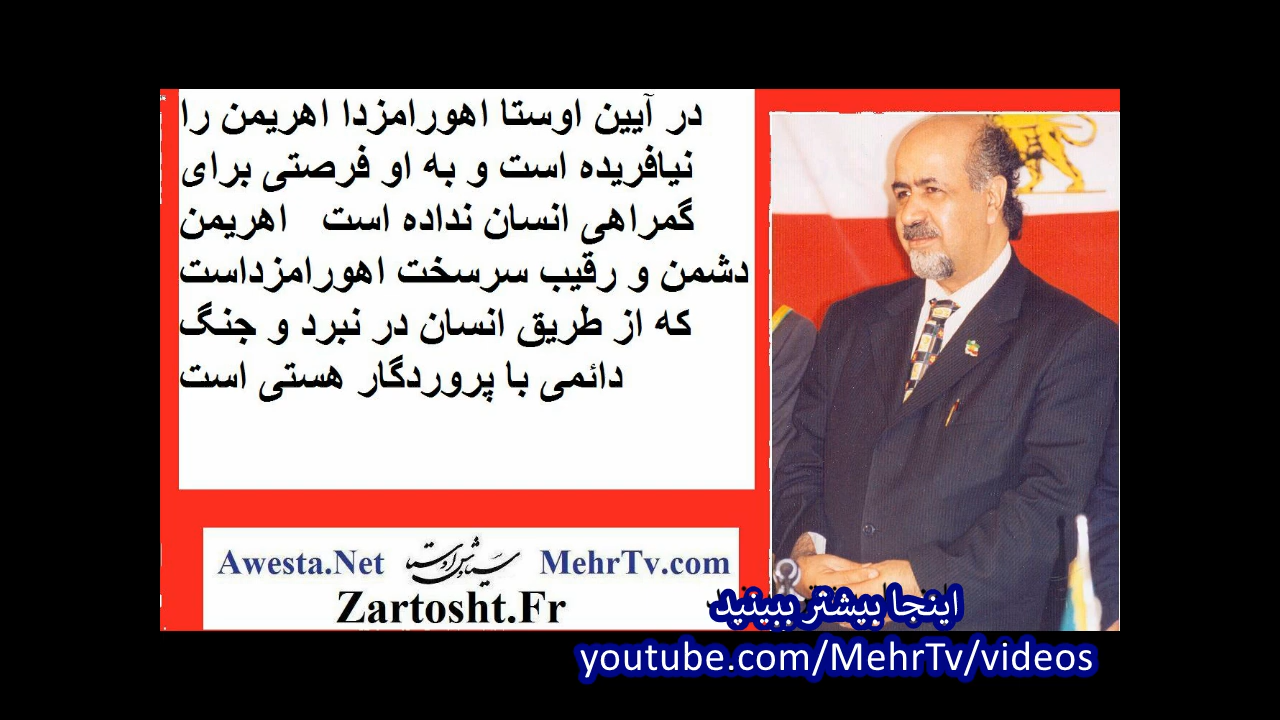 در آیین اوستا اهورامزدا اهریمن را
نیافریده است و به او فرصتی برای
گمراهی انسان نداده است اهریمن
دشمن و رقیب سرسخت اهورامزداست
که از طریق انسان در نبرد و جنگ
دائمی با پروردگار هستی است
Awesta.Net سیاوش اوستا MehrTv.com
Zartosht.Fr
اینجا بیشتر ببینید
youtube.com/MehrTv/videos